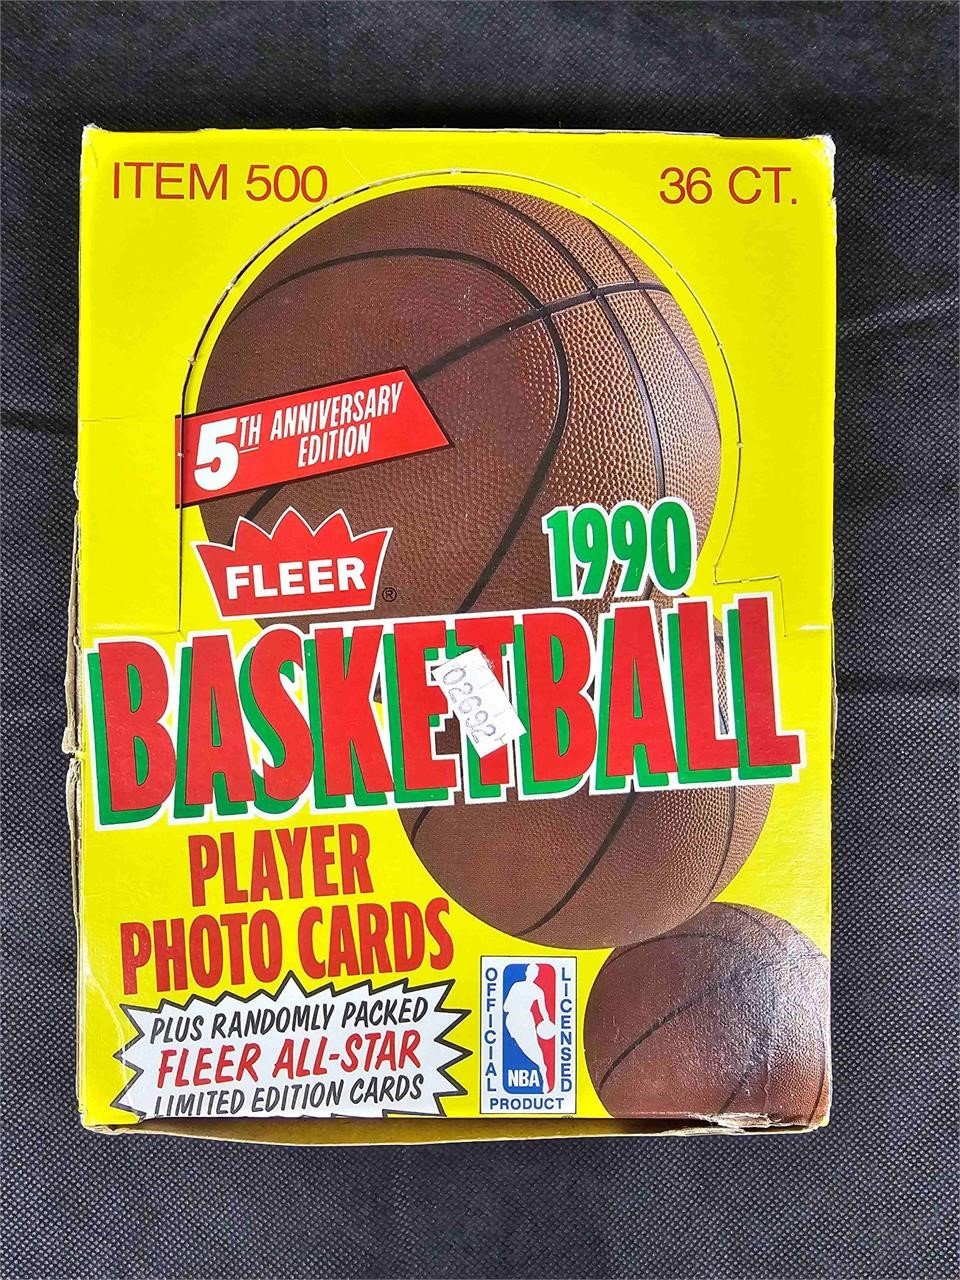 ITEM 500
36 CT.
5TH ANNIVERSARY
EDITION
FLEER®
1990
BASKETBALL
02692
PLAYER
PHOTO CARDS
PLUS RANDOMLY PACKED
FLEER ALL-STAR
LIMITED EDITION CARDS
OFFICIAL
LICENSED
NBA
PRODUCT